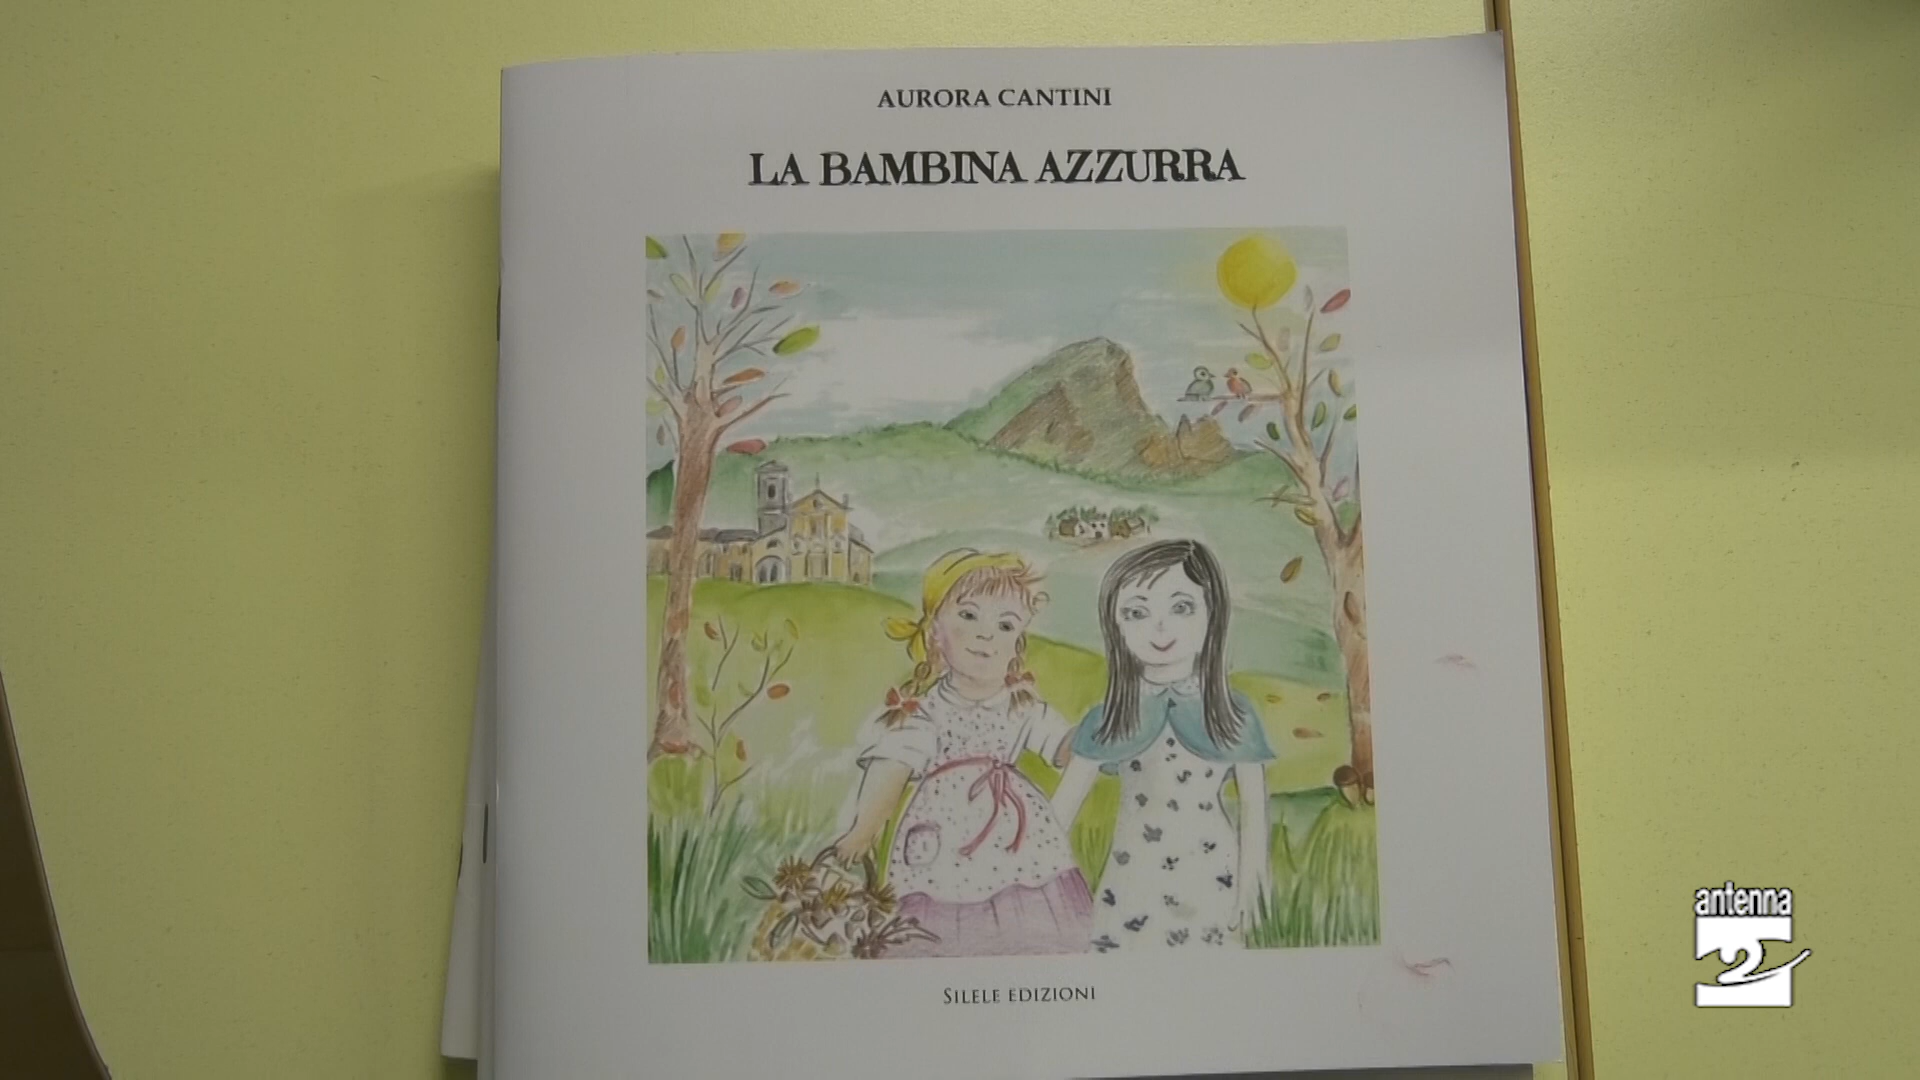 AURORA CANTINI
LA BAMBINA AZZURRA
SILELE EDIZIONI
antenna
2